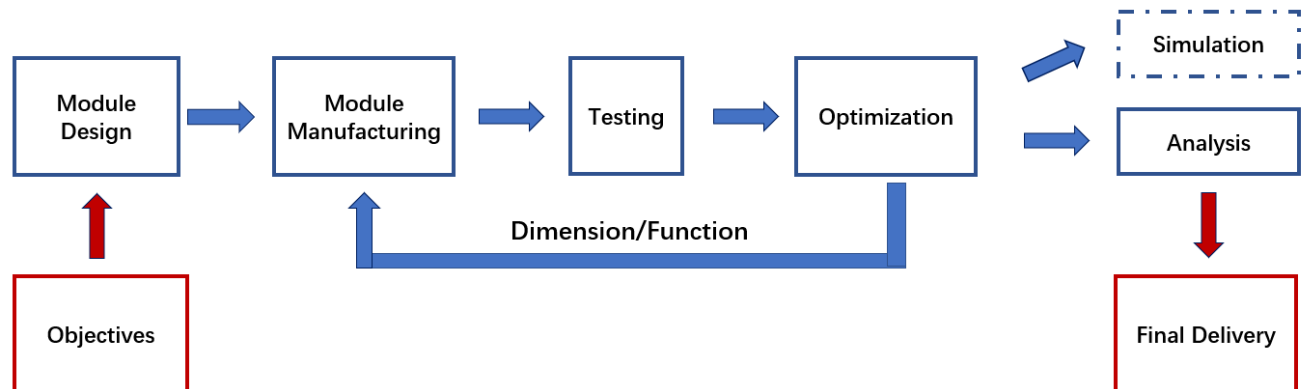 Module
Design
Module
Manufacturing
Testing
Optimization
Simulation
Analysis
Dimension/Function
Objectives
Final Delivery